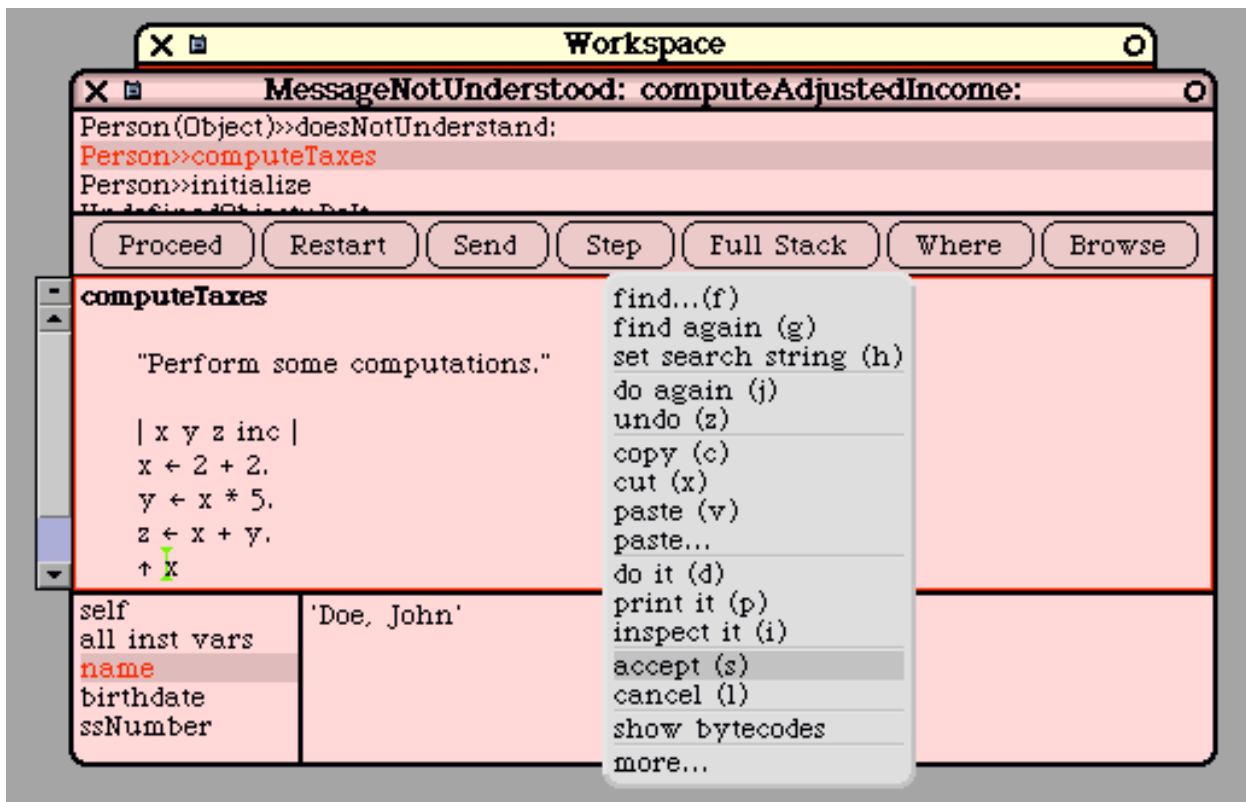 Workspace
MessageNotUnderstood: computeAdjustedIncome:
Person(Object)>>doesNotUnderstand:
Person>>computeTaxes
Person>>initialize
Proceed Restart Send Step Full Stack Where Browse
computeTaxes
"Perform some computations."
| x y z inc |
x ← 2 + 2.
y ← x * 5.
z ← x + y.
↑ x
find...(f)
find again (g)
set search string (h)
do again (j)
undo (z)
copy (c)
cut (x)
paste (v)
paste...
do it (d)
print it (p)
inspect it (i)
accept (s)
cancel (l)
show bytecodes
more...
self
all inst vars
name
birthdate
ssNumber
'Doe, John'